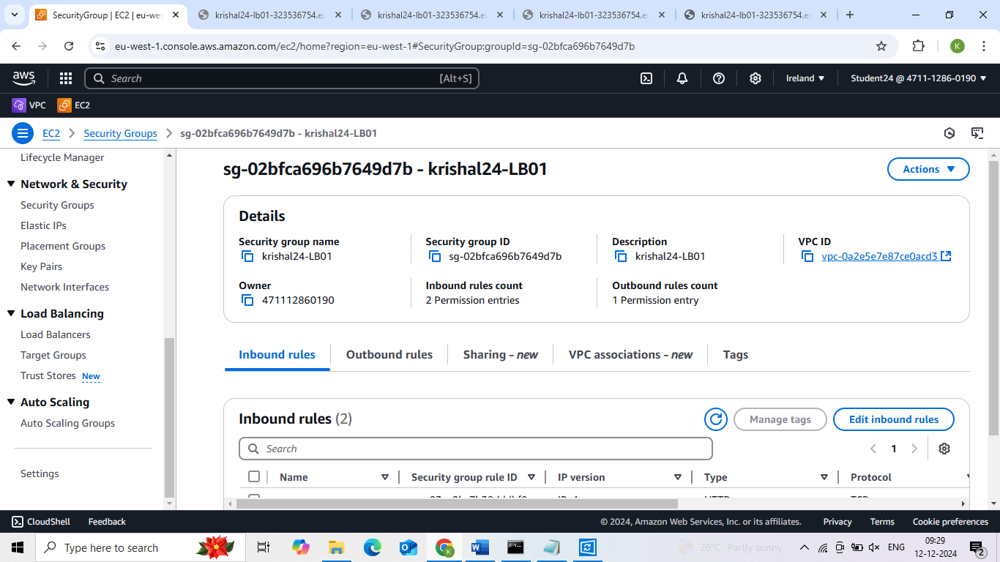 SecurityGroup | EC2 | eu-wes
krishal24-lb01-323536754.eu
krishal24-lb01-323536754.eu
krishal24-lb01-323536754.eu
krishal24-lb01-323536754.eu
eu-west-1.console.aws.amazon.com/ec2/home?region=eu-west-1#SecurityGroup:groupId=sg-02bfca696b7649d7b
K
aws
Search [Alt+S]
Ireland
Student24 @ 4711-1286-0190
VPC
EC2
EC2 > Security Groups > sg-02bfca696b7649d7b - krishal24-LB01
Lifecycle Manager
Network & Security
Security Groups
Elastic IPs
Placement Groups
Key Pairs
Network Interfaces
Load Balancing
Load Balancers
Target Groups
Trust Stores New
Auto Scaling
Auto Scaling Groups
Settings
sg-02bfca696b7649d7b - krishal24-LB01
Actions
Details
Security group name
krishal24-LB01
Security group ID
sg-02bfca696b7649d7b
Description
krishal24-LB01
VPC ID
vpc-0a2e5e7e87ce0acd3
Owner
471112860190
Inbound rules count
2 Permission entries
Outbound rules count
1 Permission entry
Inbound rules
Outbound rules
Sharing - new
VPC associations - new
Tags
Inbound rules (2)
Manage tags
Edit inbound rules
Search
1
Name
Security group rule ID
IP version
Type
Protocol
CloudShell
Feedback
© 2024, Amazon Web Services, Inc. or its affiliates.
Privacy
Terms
Cookie preferences
Type here to search
26°C Partly sunny
ENG
09:29
12-12-2024
2